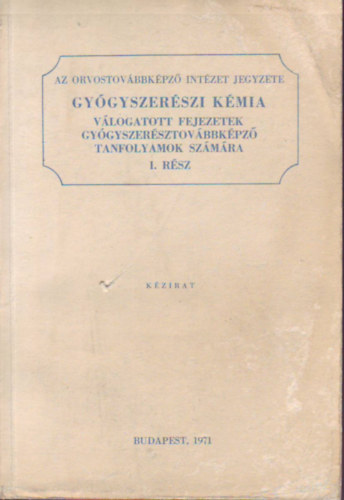 AZ ORVOSTOVÁBBKÉPZŐ INTÉZET JEGYZETE
GYÓGYSZERÉSZI KÉMIA
VÁLOGATOTT FEJEZETEK
GYÓGYSZERÉSZTOVÁBBKÉPZŐ
TANFOLYAMOK SZÁMÁRA
I. RÉSZ
KÉZIRAT
BUDAPEST, 1971